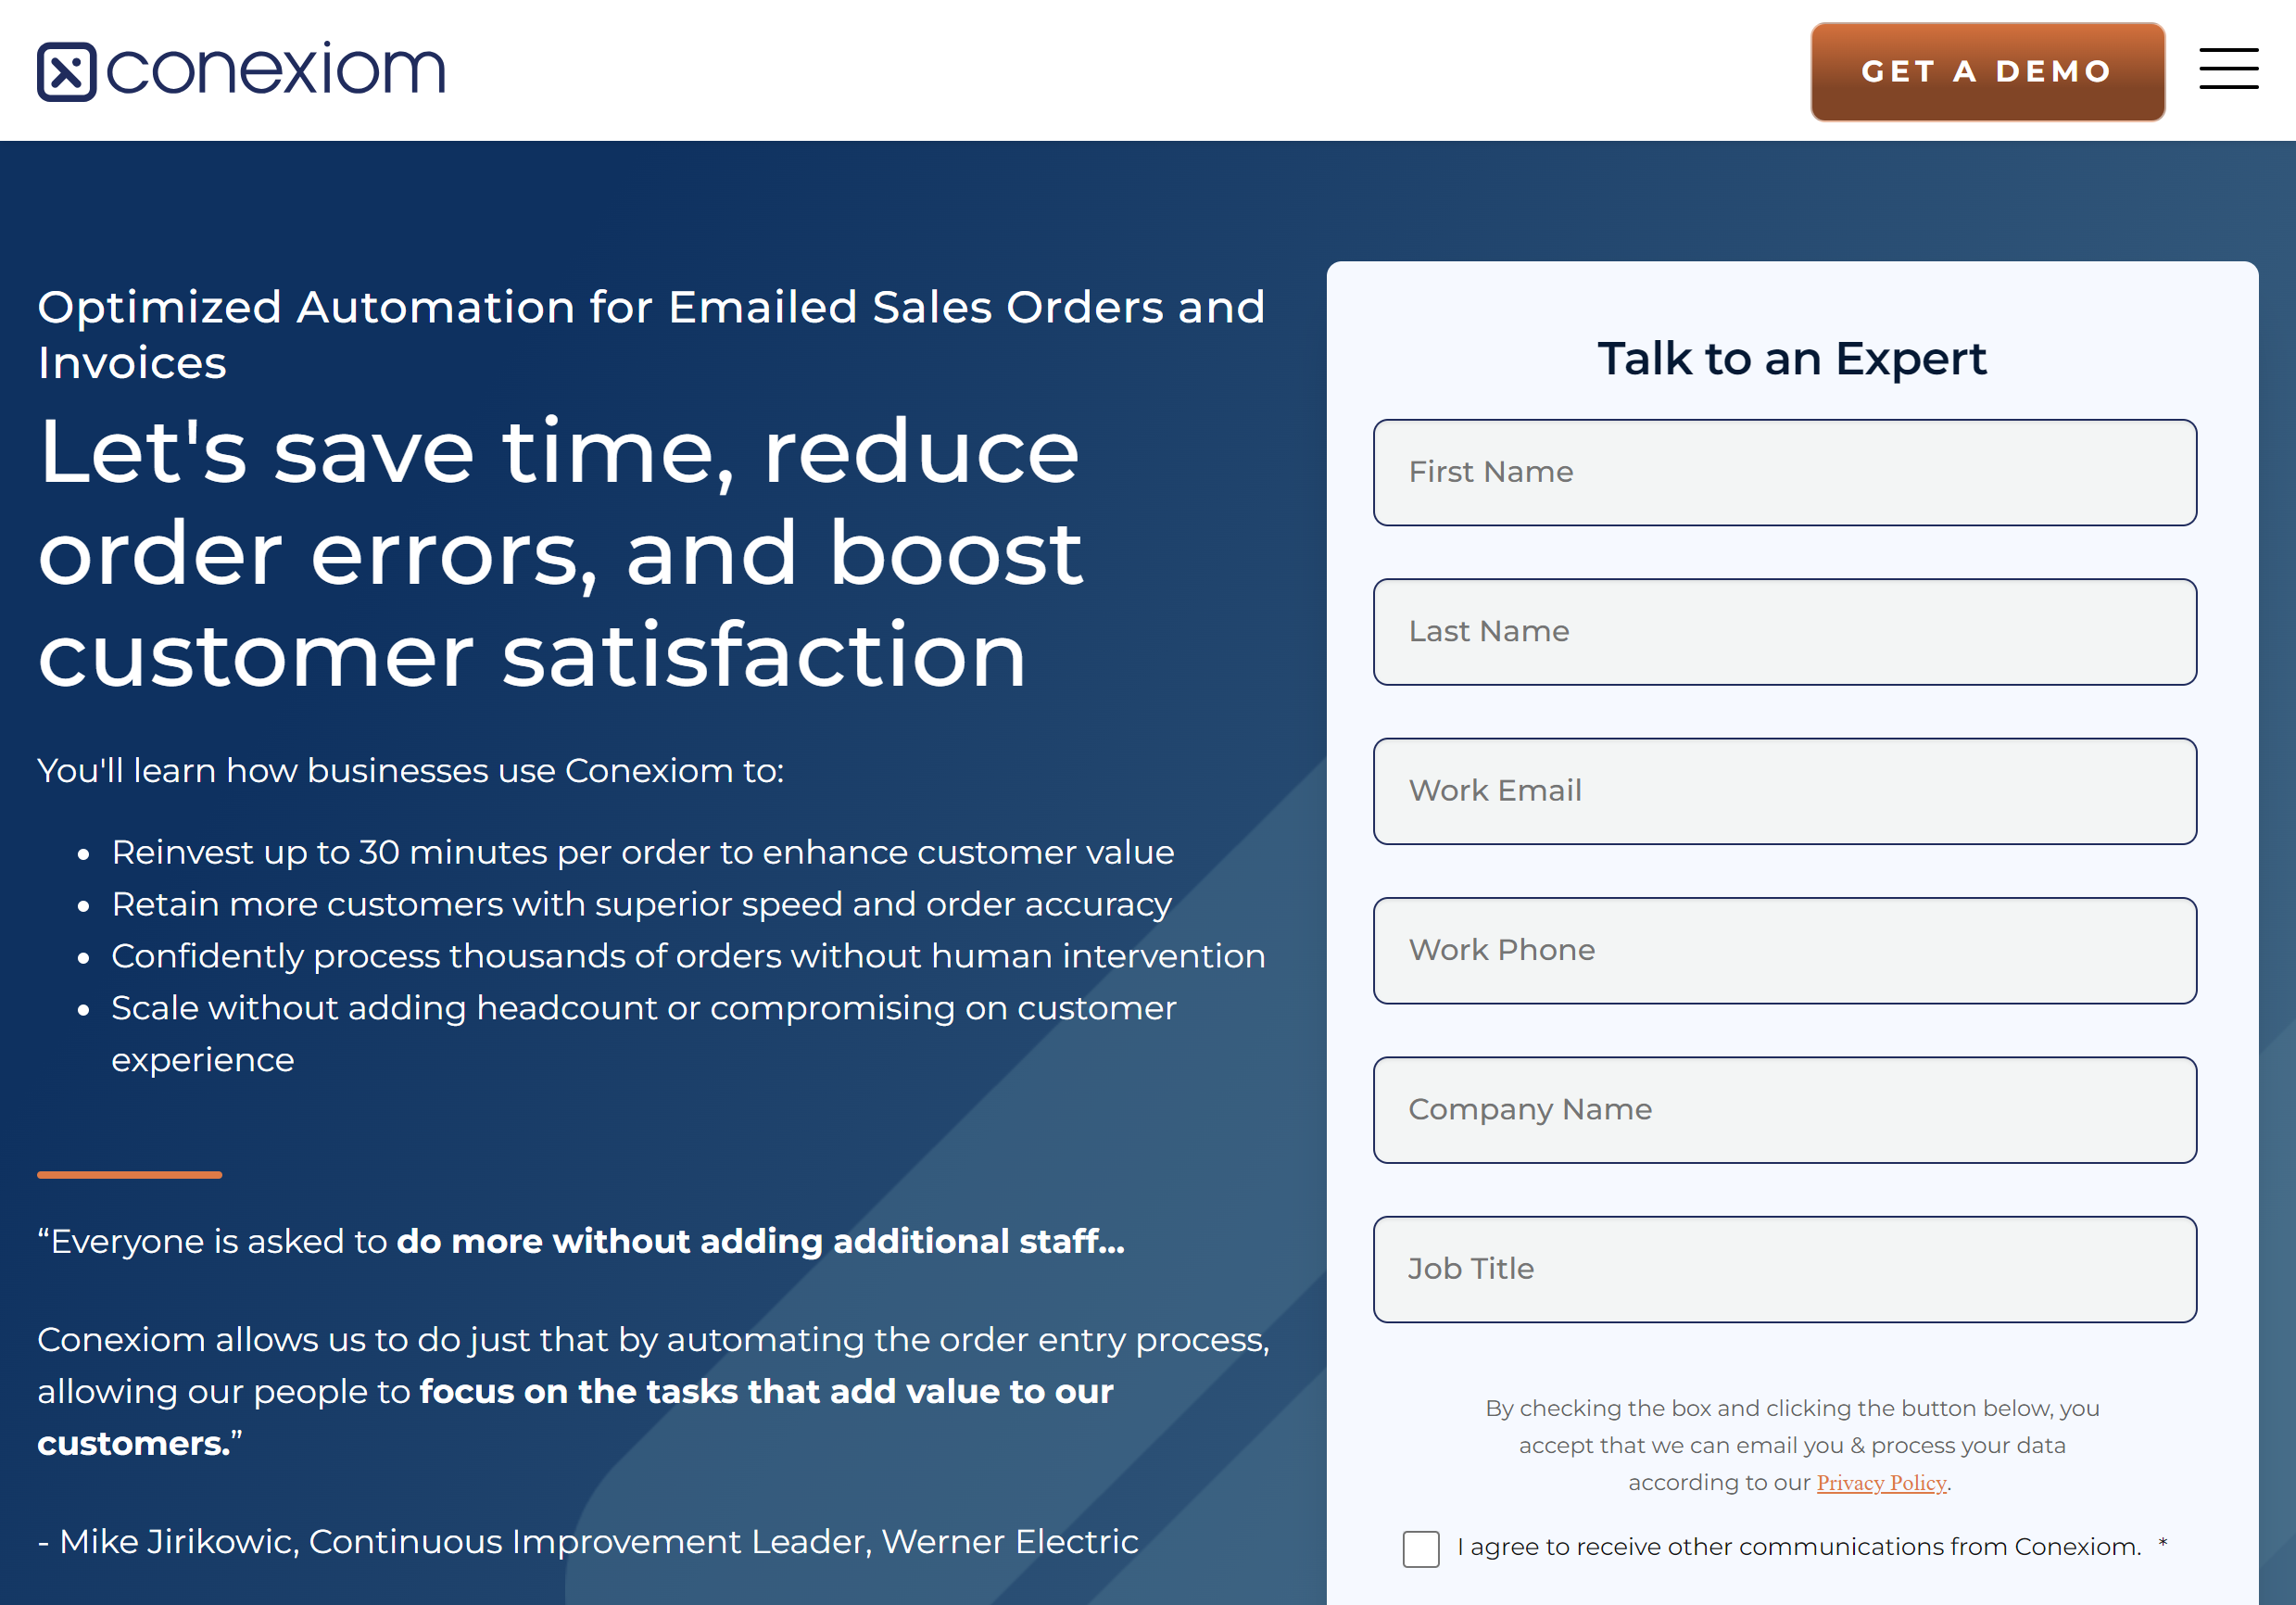 conexiom
GET A DEMO
Optimized Automation for Emailed Sales Orders and
Invoices
Let's save time, reduce
order errors, and boost
customer satisfaction
You'll learn how businesses use Conexiom to:
• Reinvest up to 30 minutes per order to enhance customer value
• Retain more customers with superior speed and order accuracy
• Confidently process thousands of orders without human intervention
• Scale without adding headcount or compromising on customer
experience
“Everyone is asked to do more without adding additional staff...
Conexiom allows us to do just that by automating the order entry process,
allowing our people to focus on the tasks that add value to our
customers.”
- Mike Jirikowic, Continuous Improvement Leader, Werner Electric
Talk to an Expert
First Name
Last Name
Work Email
Work Phone
Company Name
Job Title
By checking the box and clicking the button below, you
accept that we can email you & process your data
according to our Privacy Policy.
I agree to receive other communications from Conexiom. *